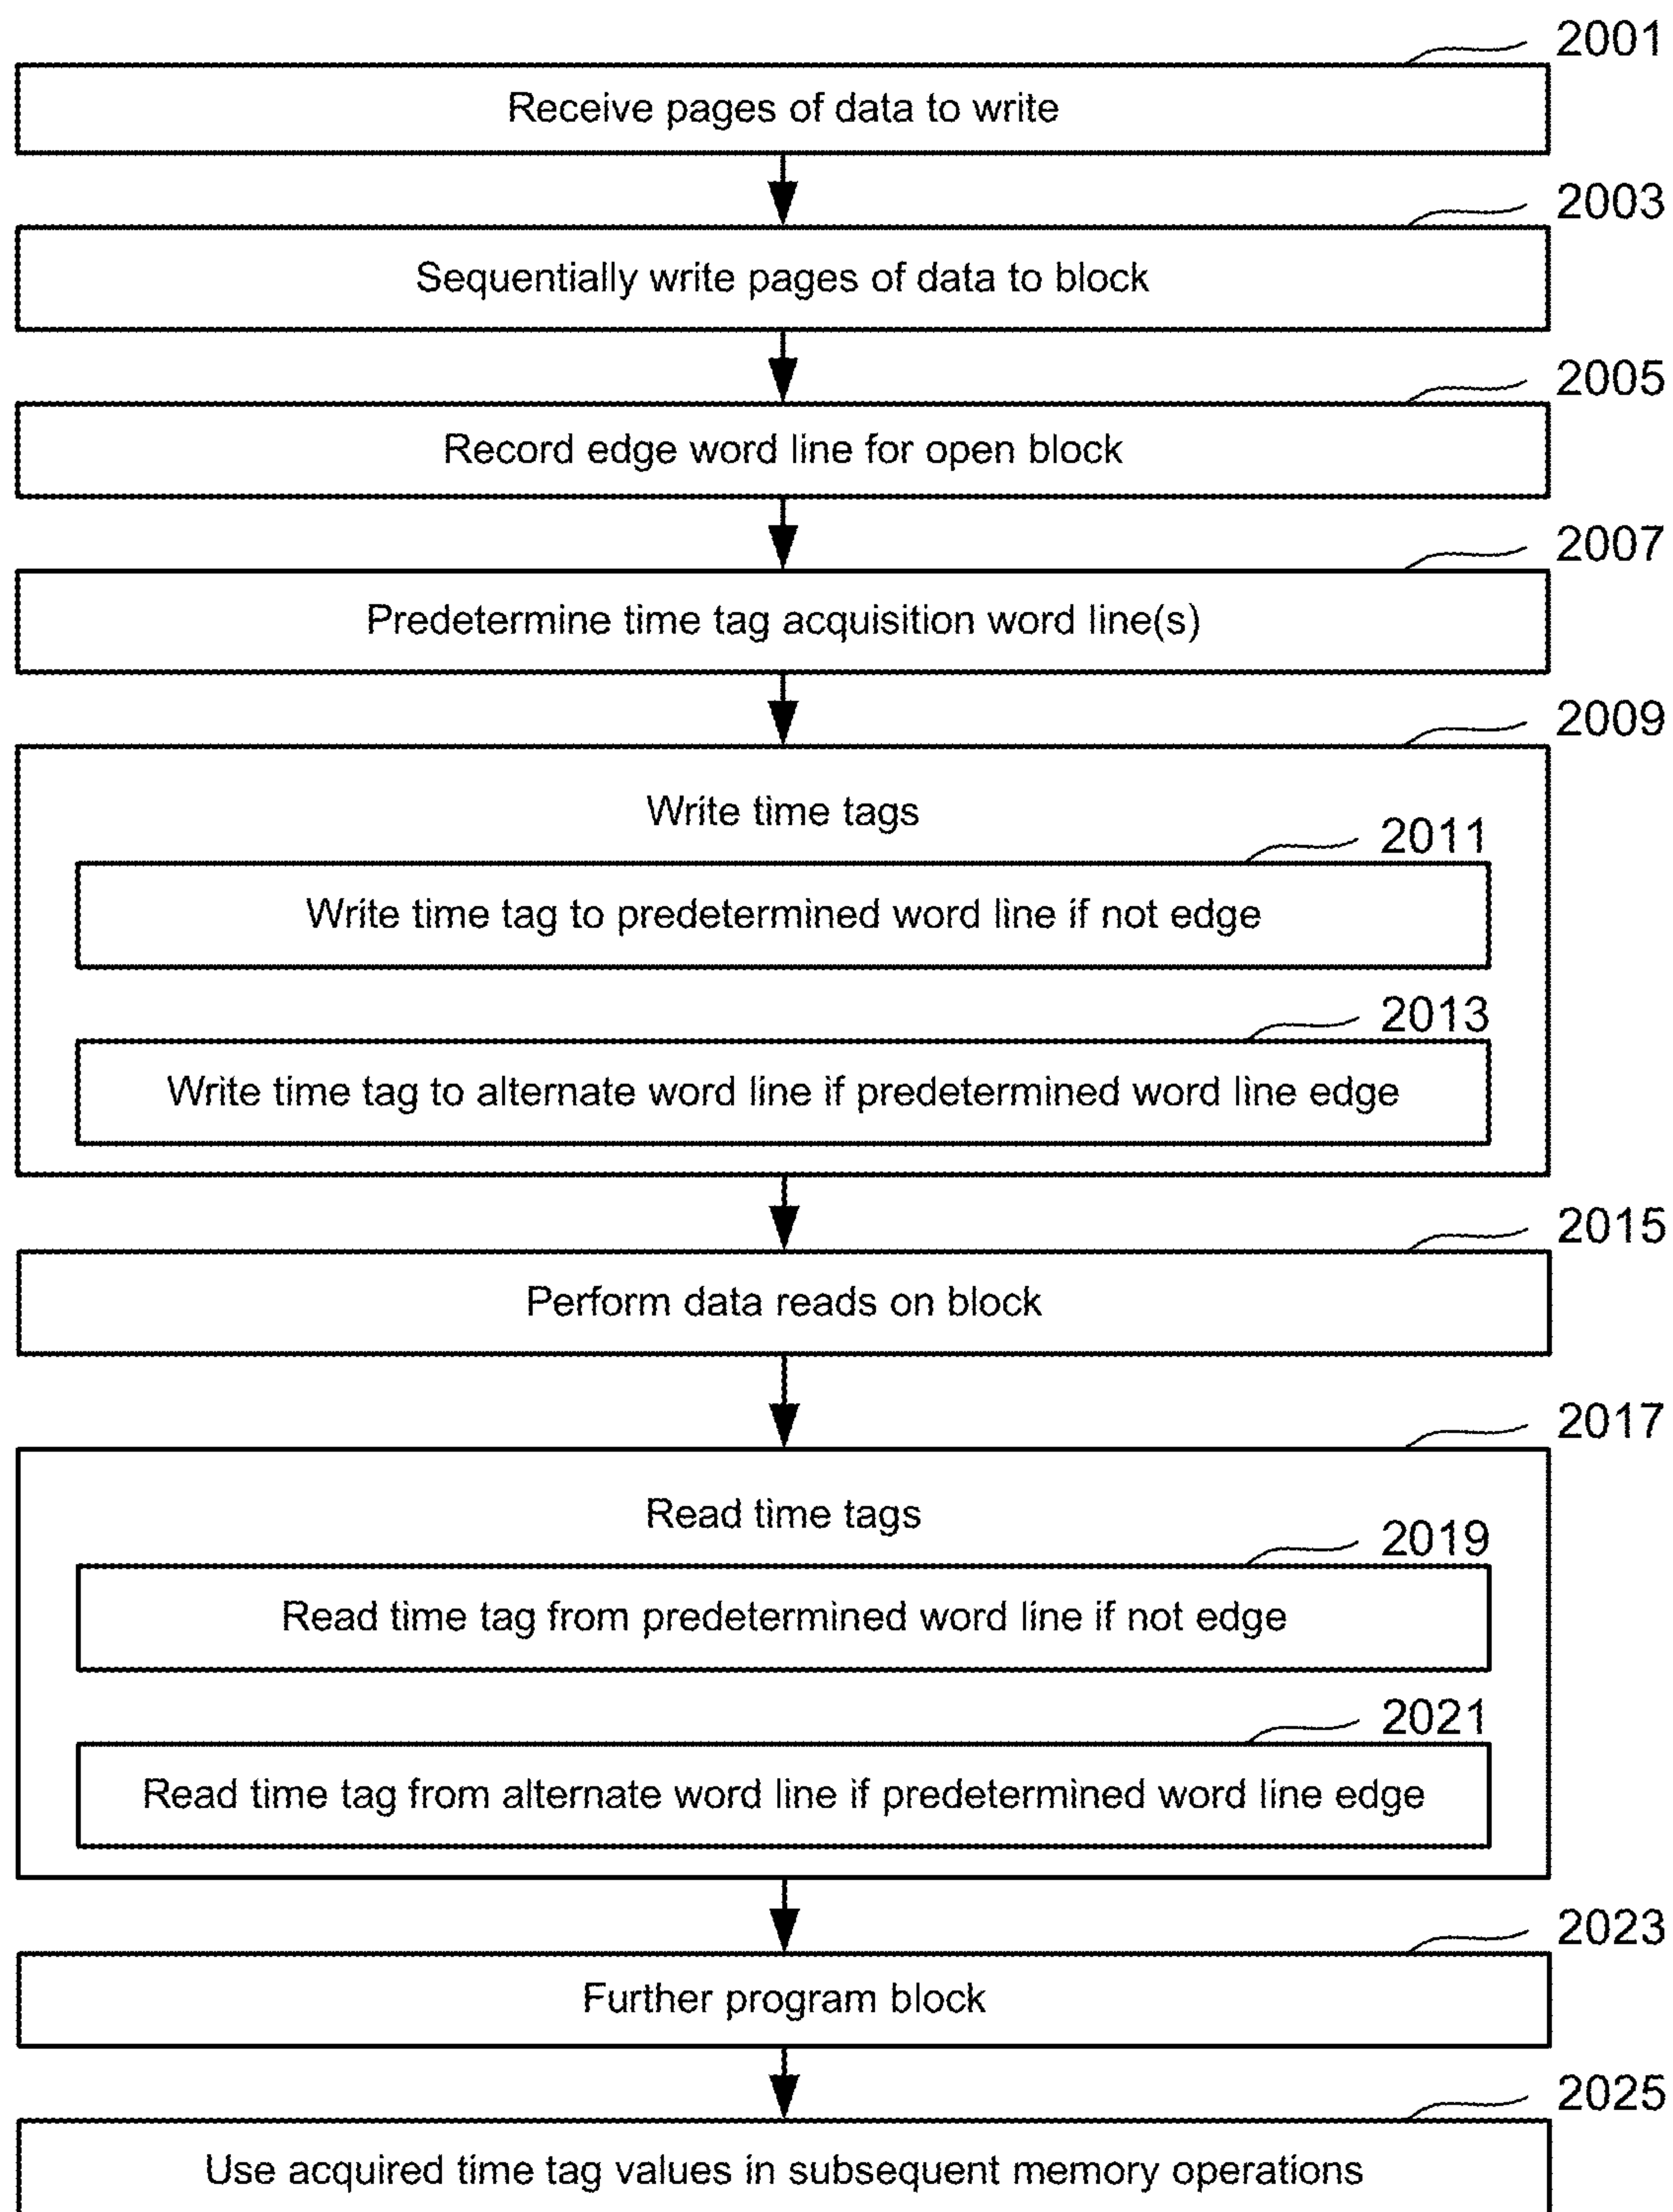 2001
Receive pages of data to write
2003
Sequentially write pages of data to block
2005
Record edge word line for open block
2007
Predetermine time tag acquisition word line(s)
2009
Write time tags
2011
Write time tag to predetermined word line if not edge
2013
Write time tag to alternate word line if predetermined word line edge
2015
Perform data reads on block
2017
Read time tags
2019
Read time tag from predetermined word line if not edge
2021
Read time tag from alternate word line if predetermined word line edge
2023
Further program block
2025
Use acquired time tag values in subsequent memory operations